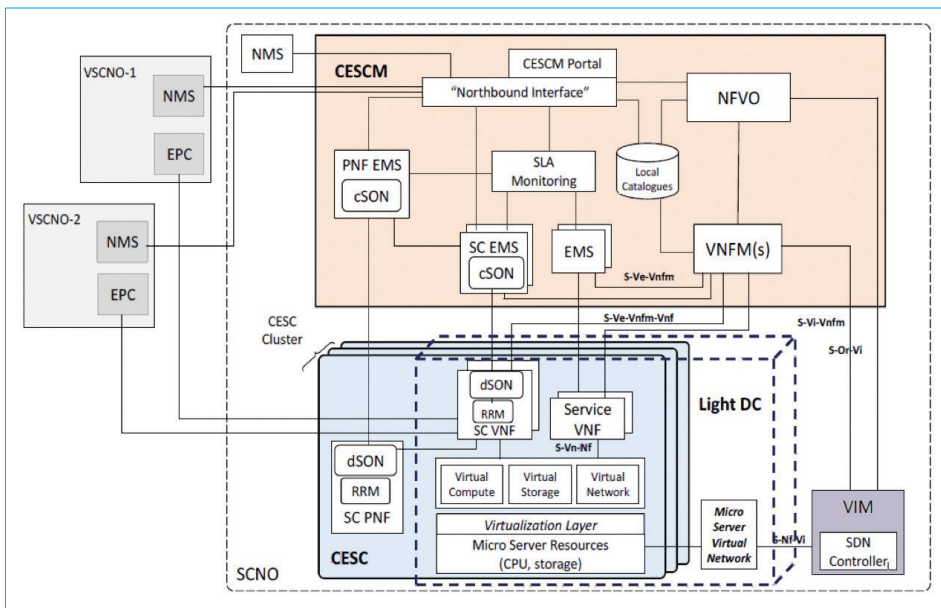 NMS
CESCM
CESCM Portal
"Northbound Interface"
NFVO
VSCNO-1
NMS
EPC
PNF EMS
cSON
SLA
Monitoring
Local
Catalogues
VSCNO-2
NMS
EPC
SC EMS
cSON
EMS
VNFM(s)
S-Ve-Vnfm
CESC
Cluster
S-Ve-Vnfm-Vnf
S-Vi-Vnfm
S-Or-Vi
dSON
RRM
SC VNF
Service
VNF
Light DC
S-Vn-Nf
dSON
RRM
SC PNF
Virtual
Compute
Virtual
Storage
Virtual
Network
Virtualization Layer
Micro Server Resources
(CPU, storage)
Micro
Server
Virtual
Network
S-Nf-Vi
VIM
SDN
Controller
CESC
SCNO